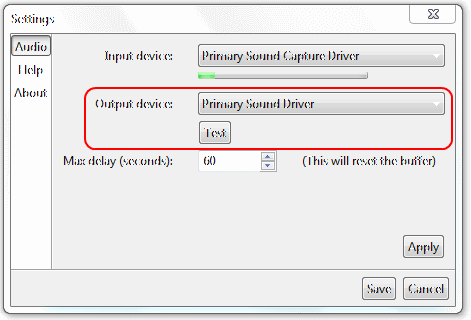 Settings
Audio
Help
About
Input device: Primary Sound Capture Driver
Output device: Primary Sound Driver
Test
Max delay (seconds): 60 (This will reset the buffer)
Apply
Save Cancel